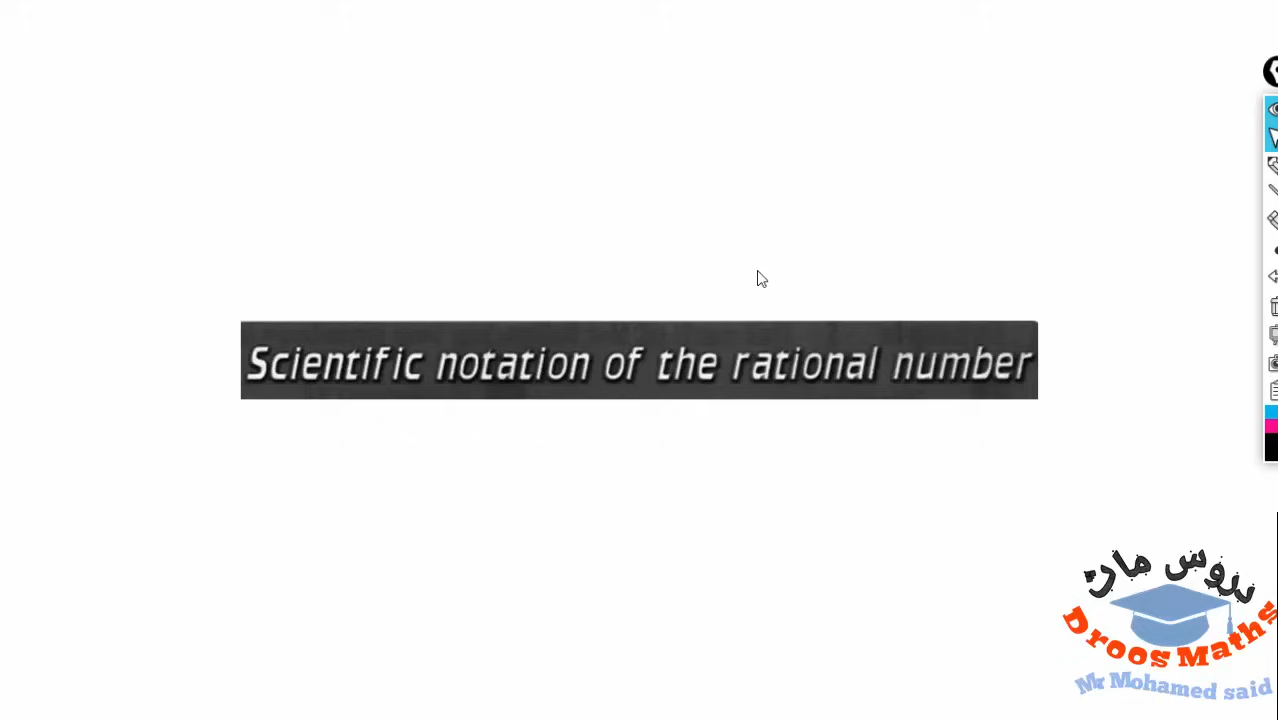 Scientific notation of the rational number
دروس ماث
Droos Maths
Mr Mohamed said